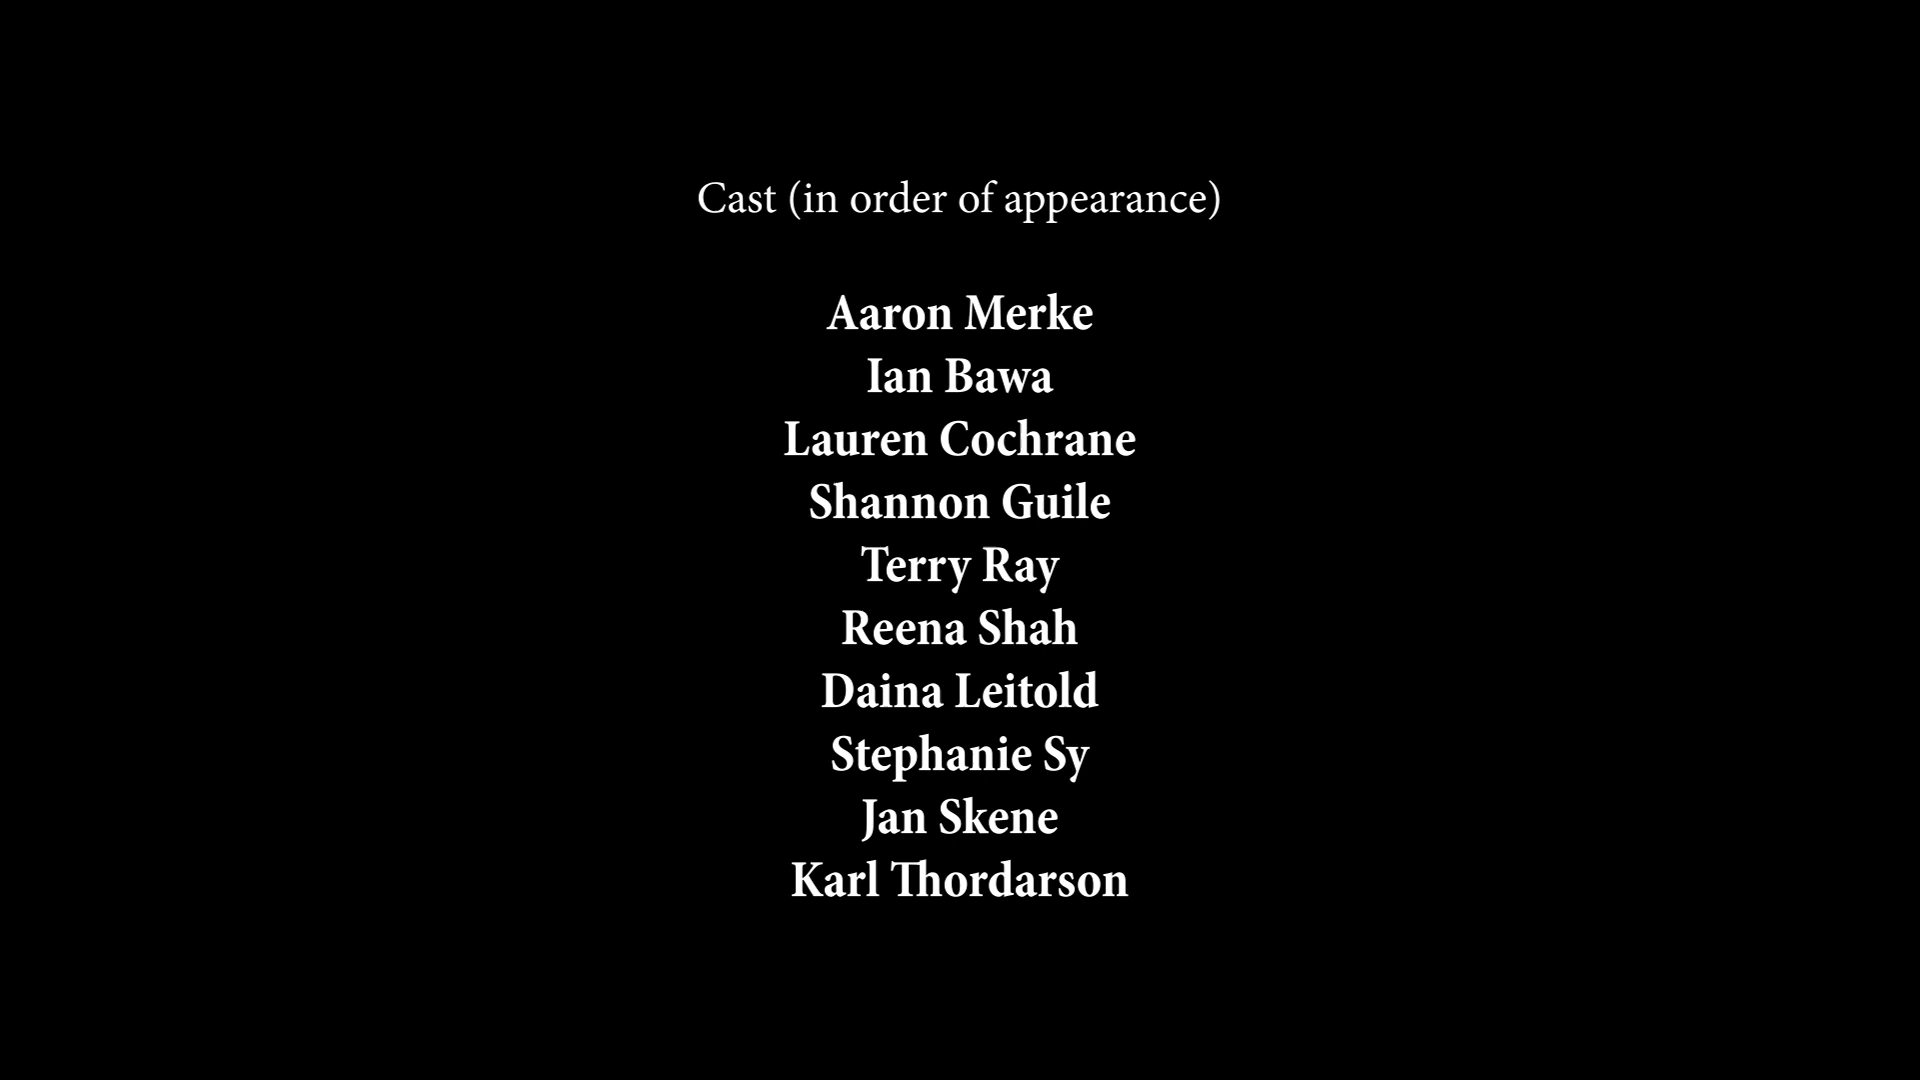 Cast (in order of appearance)
Aaron Merke
Ian Bawa
Lauren Cochrane
Shannon Guile
Terry Ray
Reena Shah
Daina Leitold
Stephanie Sy
Jan Skene
Karl Thordarson